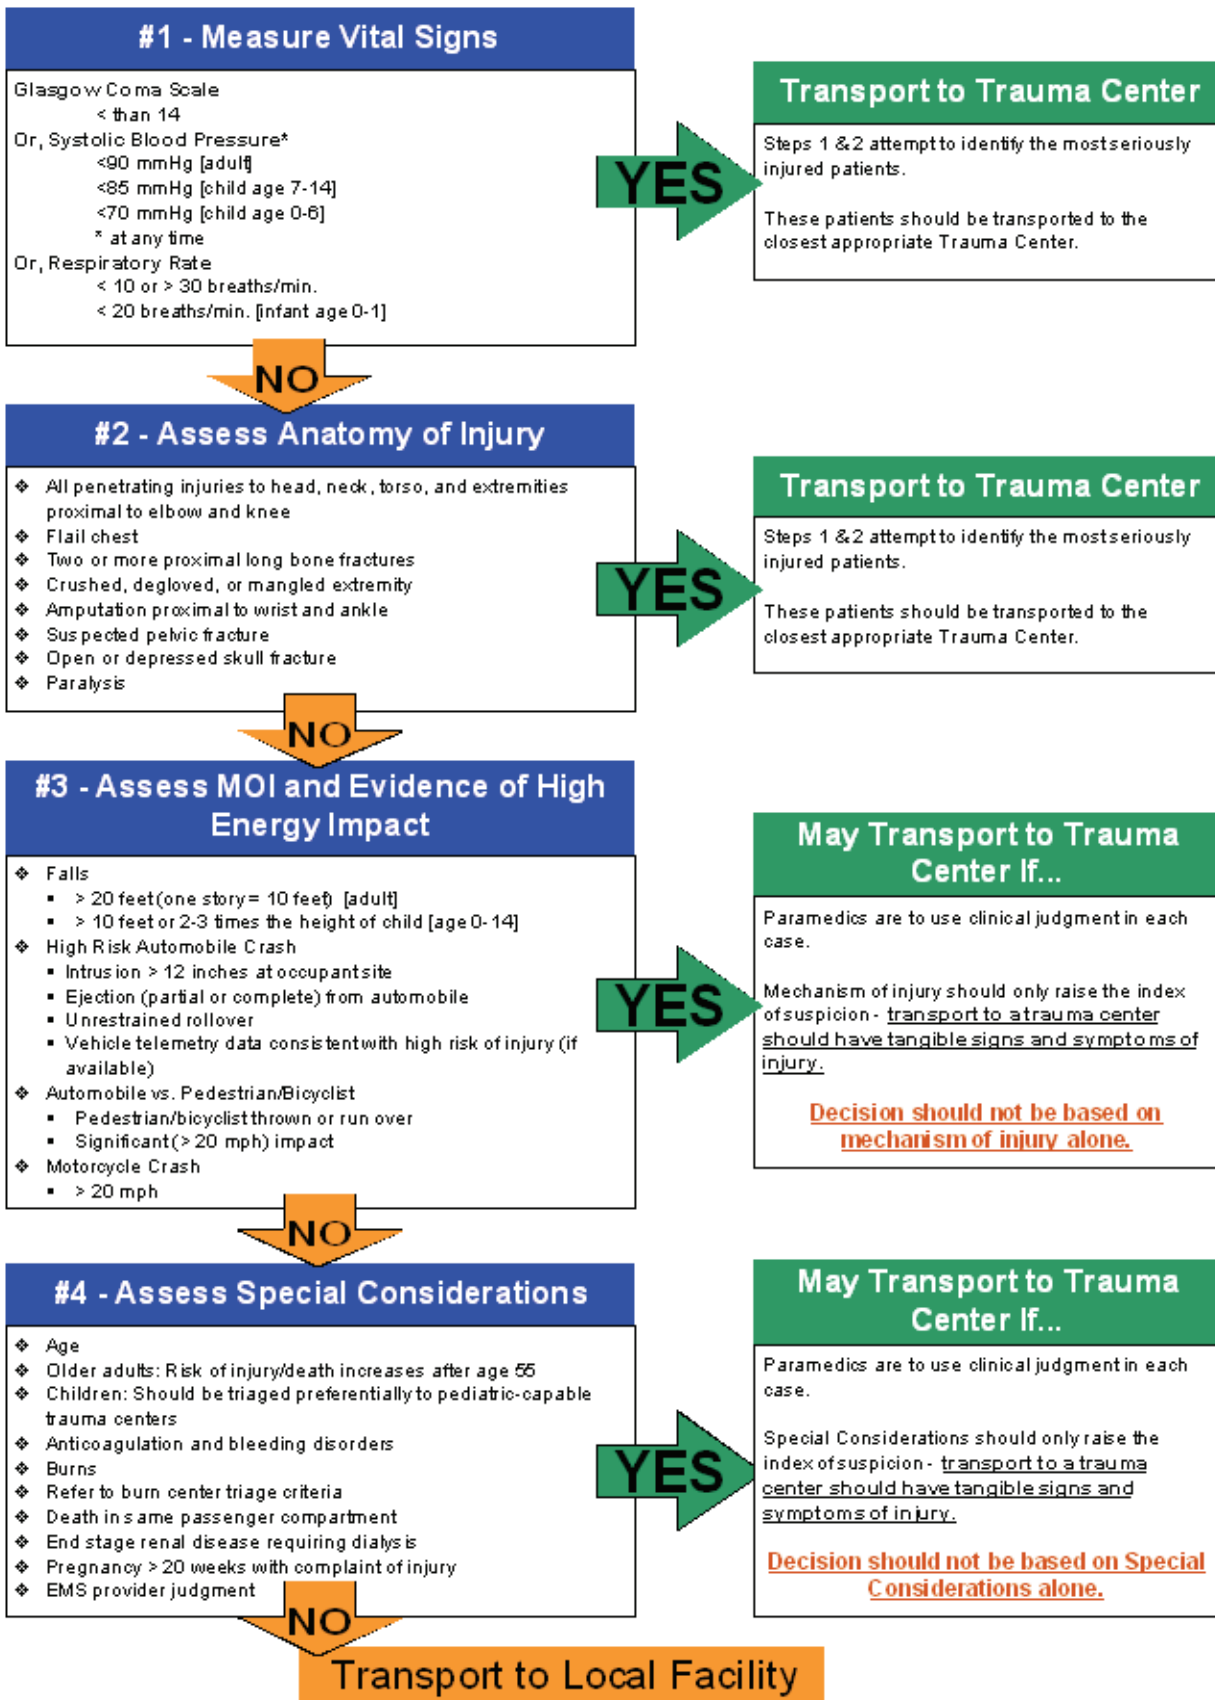 #1 - Measure Vital Signs
Glasgow Coma Scale
< than 14
Or, Systolic Blood Pressure*
<90 mmHg [adult]
<85 mmHg [child age 7-14]
<70 mmHg [child age 0-6]
* at any time
Or, Respiratory Rate
< 10 or > 30 breaths/min.
< 20 breaths/min. [infant age 0-1]
YES
Transport to Trauma Center
Steps 1 & 2 attempt to identify the most seriously
injured patients.
These patients should be transported to the
closest appropriate Trauma Center.
NO
#2 - Assess Anatomy of Injury
❖ All penetrating injuries to head, neck, torso, and extremities
proximal to elbow and knee
❖ Flail chest
❖ Two or more proximal long bone fractures
❖ Crushed, degloved, or mangled extremity
❖ Amputation proximal to wrist and ankle
❖ Suspected pelvic fracture
❖ Open or depressed skull fracture
❖ Paralysis
YES
Transport to Trauma Center
Steps 1 & 2 attempt to identify the most seriously
injured patients.
These patients should be transported to the
closest appropriate Trauma Center.
NO
#3 - Assess MOI and Evidence of High
Energy Impact
❖ Falls
▪ > 20 feet (one story = 10 feet) [adult]
▪ > 10 feet or 2-3 times the height of child [age 0-14]
❖ High Risk Automobile Crash
▪ Intrusion > 12 inches at occupant site
▪ Ejection (partial or complete) from automobile
▪ Unrestrained rollover
▪ Vehicle telemetry data consistent with high risk of injury (if
available)
❖ Automobile vs. Pedestrian/Bicyclist
▪ Pedestrian/bicyclist thrown or run over
▪ Significant (> 20 mph) impact
❖ Motorcycle Crash
▪ > 20 mph
YES
May Transport to Trauma
Center If...
Paramedics are to use clinical judgment in each
case.
Mechanism of injury should only raise the index
of suspicion - transport to a trauma center
should have tangible signs and symptoms of
injury.
Decision should not be based on
mechanism of injury alone.
NO
#4 - Assess Special Considerations
❖ Age
❖ Older adults: Risk of injury/death increases after age 55
❖ Children: Should be triaged preferentially to pediatric-capable
trauma centers
❖ Anticoagulation and bleeding disorders
❖ Burns
❖ Refer to burn center triage criteria
❖ Death in same passenger compartment
❖ End stage renal disease requiring dialysis
❖ Pregnancy > 20 weeks with complaint of injury
❖ EMS provider judgment
YES
May Transport to Trauma
Center If...
Paramedics are to use clinical judgment in each
case.
Special Considerations should only raise the
index of suspicion - transport to a trauma
center should have tangible signs and
symptoms of injury.
Decision should not be based on Special
Considerations alone.
NO
Transport to Local Facility